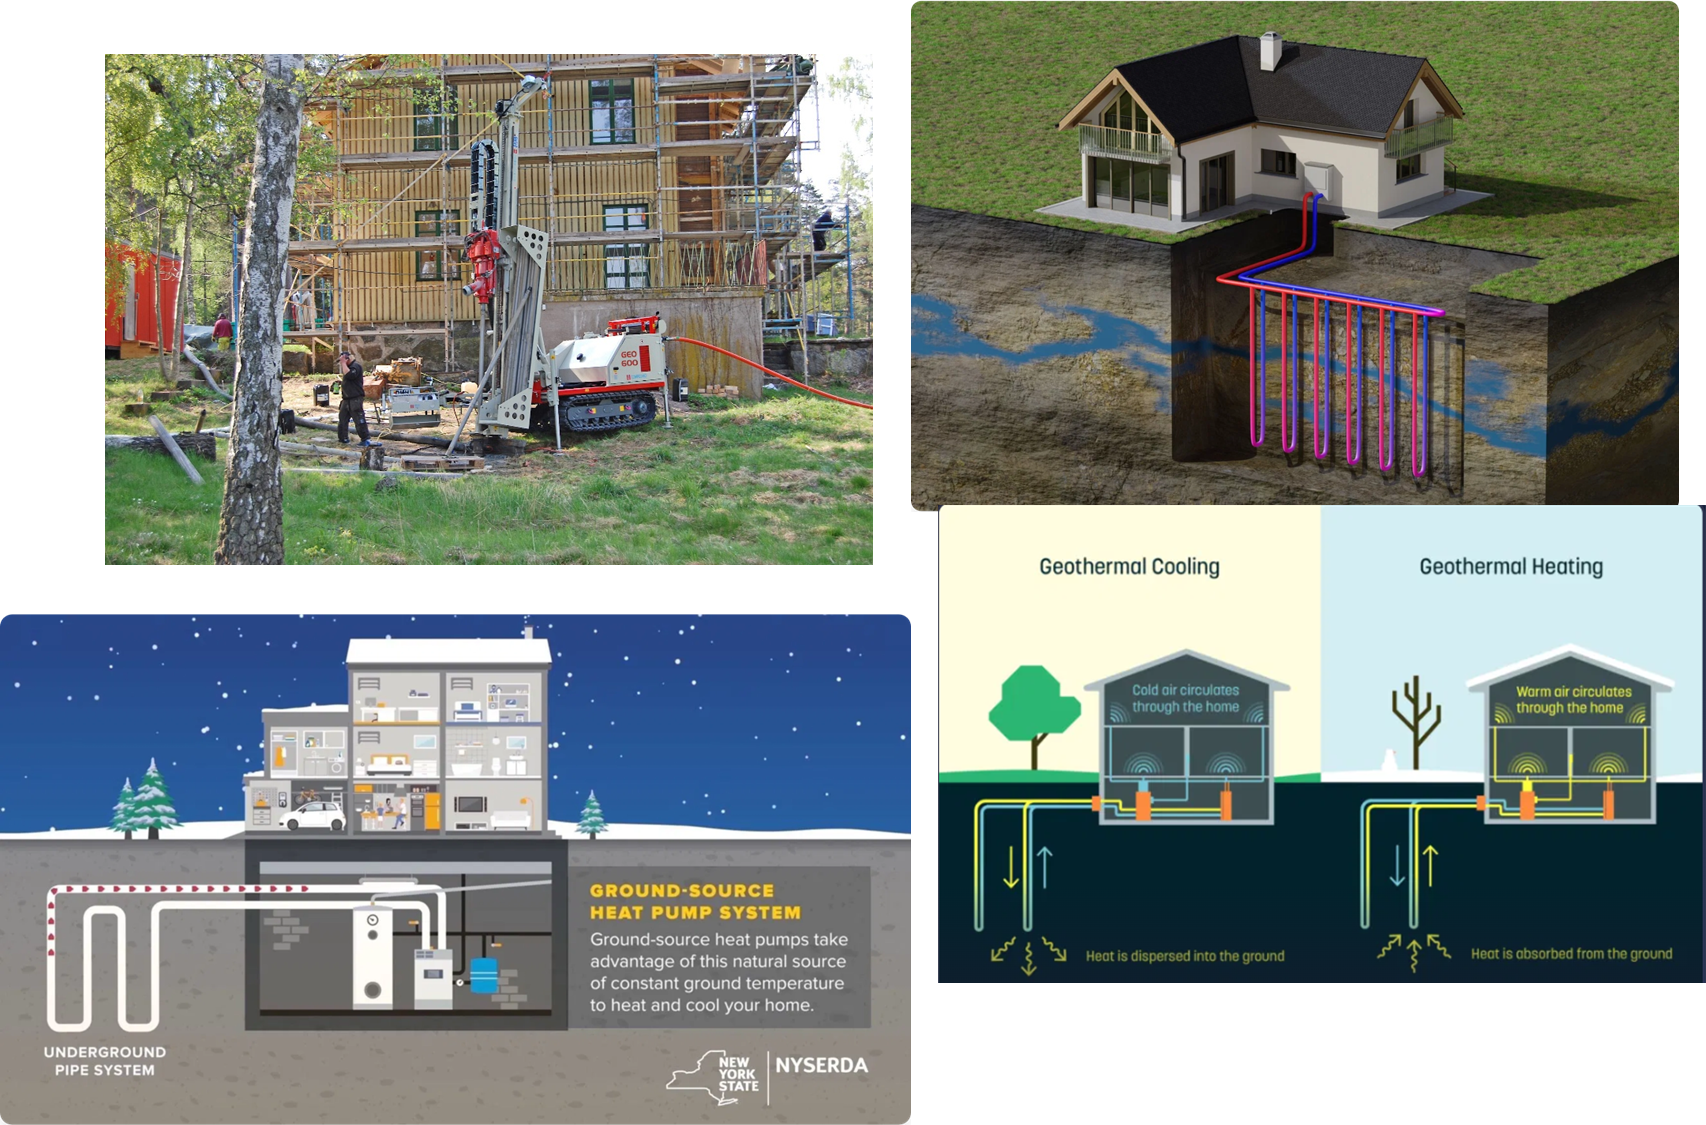 GEO
600
Geothermal Cooling
Cold air circulates
through the home
Heat is dispersed into the ground
Geothermal Heating
Warm air circulates
through the home
Heat is absorbed from the ground
GROUND-SOURCE
HEAT PUMP SYSTEM
Ground-source heat pumps take
advantage of this natural source
of constant ground temperature
to heat and cool your home.
UNDERGROUND
PIPE SYSTEM
NEW
YORK
STATE
NYSERDA